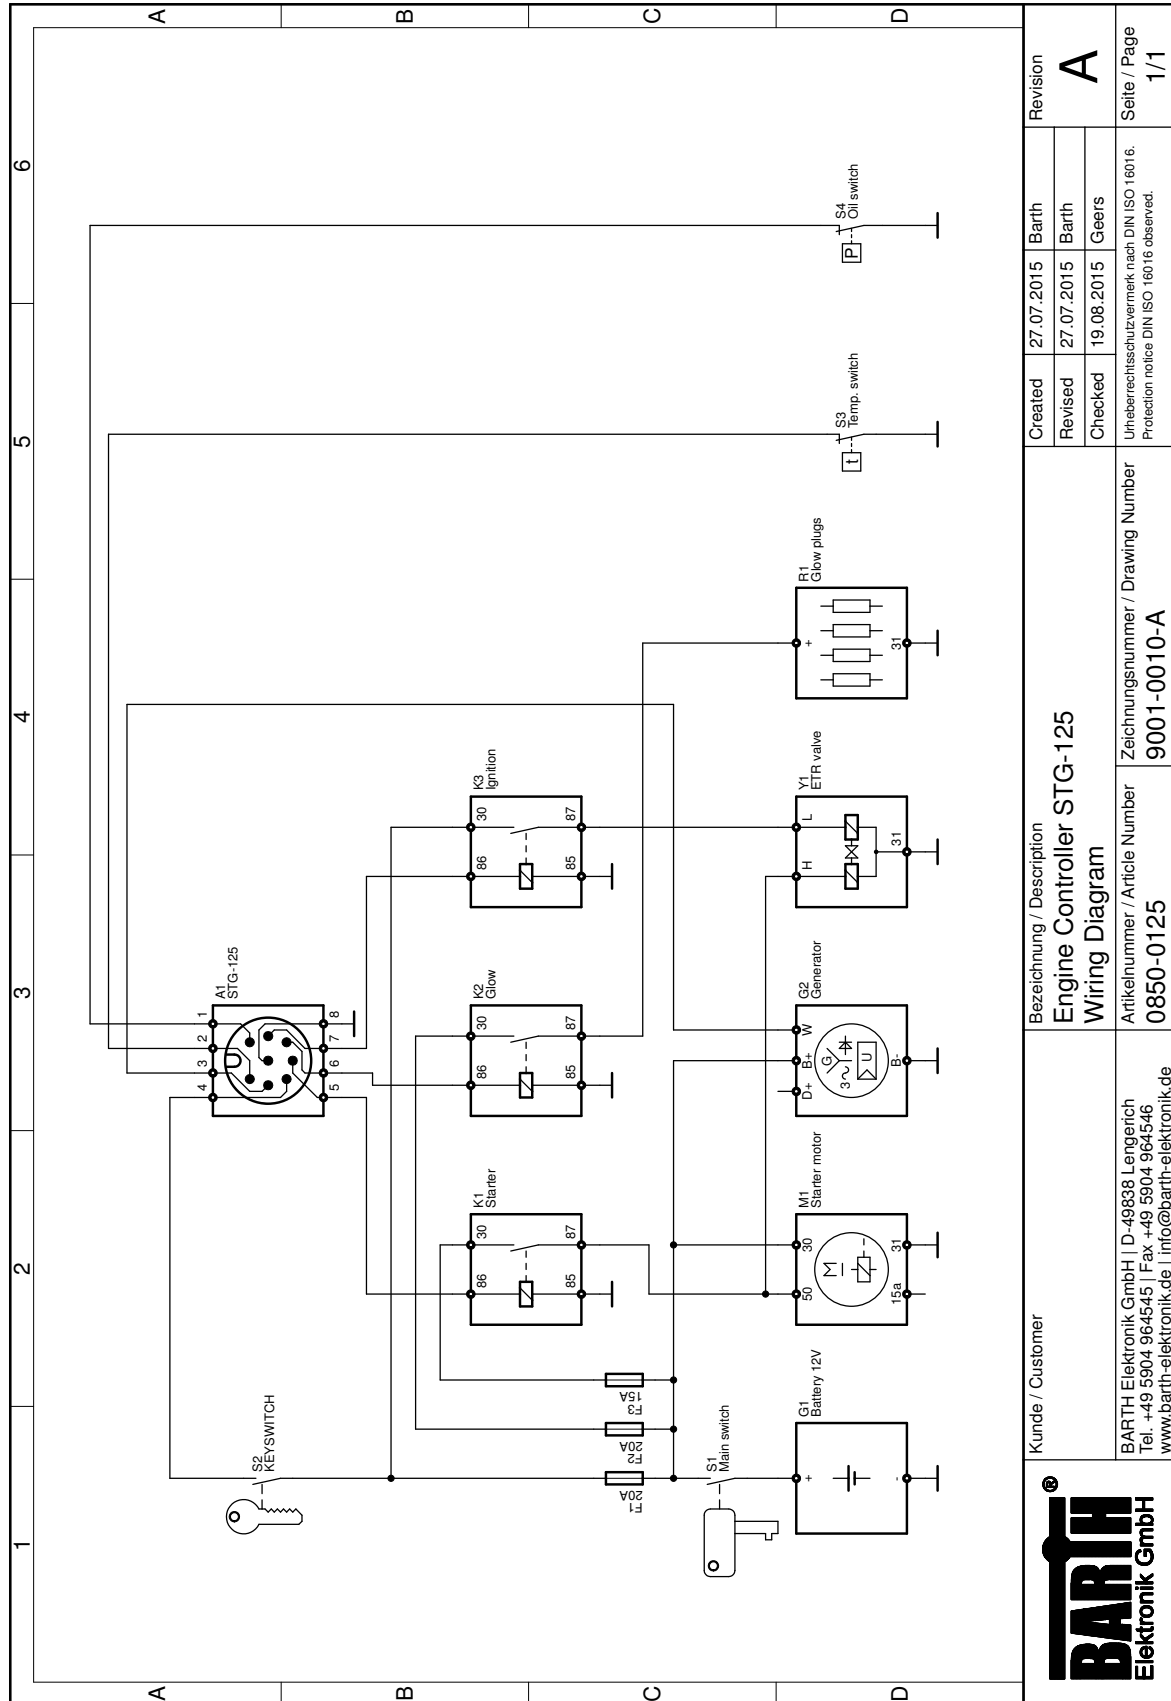 1 2 3 4 5 6
A
B
C
D
A
B
C
D
S2
KEYSWITCH
A1
STG-125
4 3 2 1
5 6 7 8
K1
Starter
86 30
85 87
K2
Glow
86 30
85 87
K3
Ignition
86 30
85 87
F1
20A
F2
20A
F3
15A
S1
Main switch
G1
Battery 12V
+
-
M1
Starter motor
50 30
M
15a 31
G2
Generator
D+ B+ W
G
3~
U
B-
Y1
ETR valve
H L
31
R1
Glow plugs
+
31
S3
Temp. switch
t
S4
Oil switch
P
BARTH®
Elektronik GmbH
Kunde / Customer
BARTH Elektronik GmbH | D-49838 Lengerich
Tel. +49 5904 964545 | Fax +49 5904 964546
www.barth-elektronik.de | info@barth-elektronik.de
Bezeichnung / Description
Engine Controller STG-125
Wiring Diagram
Artikelnummer / Article Number
0850-0125
Zeichnungsnummer / Drawing Number
9001-0010-A
Created 27.07.2015 Barth
Revised 27.07.2015 Barth
Checked 19.08.2015 Geers
Urheberrechtsschutzvermerk nach DIN ISO 16016.
Protection notice DIN ISO 16016 observed.
Revision
A
Seite / Page
1/1